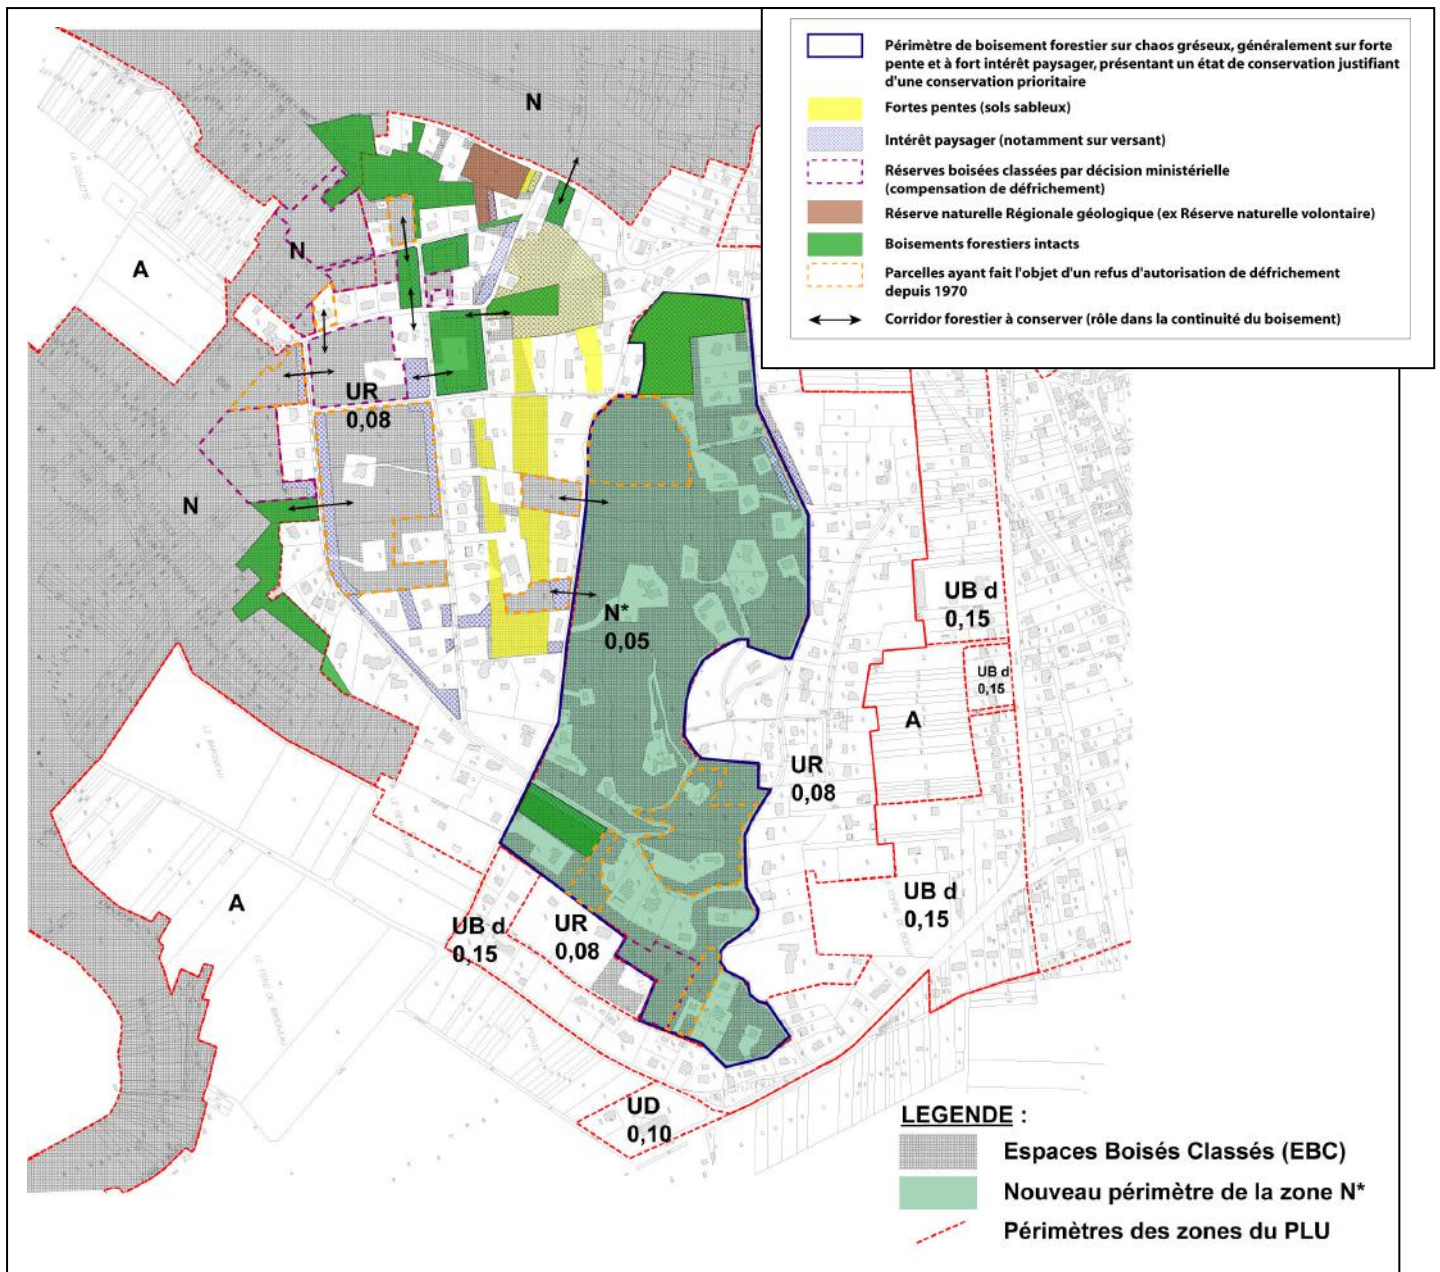 Périmètre de boisement forestier sur chaos gréseux, généralement sur forte
pente et à fort intérêt paysager, présentant un état de conservation justifiant
d'une conservation prioritaire
Fortes pentes (sols sableux)
Intérêt paysager (notamment sur versant)
Réserves boisées classées par décision ministérielle
(compensation de défrichement)
Réserve naturelle Régionale géologique (ex Réserve naturelle volontaire)
Boisements forestiers intacts
Parcelles ayant fait l'objet d'un refus d'autorisation de défrichement
depuis 1970
Corridor forestier à conserver (rôle dans la continuité du boisement)
N
N
A
UR
0,08
N
N*
0,05
UB d
0,15
UB d
0,15
A
UR
0,08
UB d
0,15
A
UB d
0,15
UR
0,08
UD
0,10
LEGENDE :
Espaces Boisés Classés (EBC)
Nouveau périmètre de la zone N*
Périmètres des zones du PLU